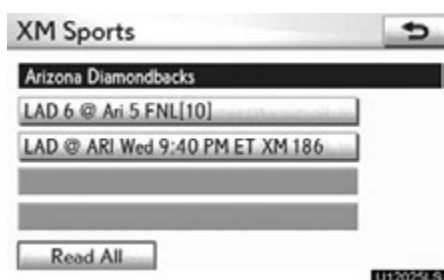 XM Sports
Arizona Diamondbacks
LAD 6 @ Ari 5 FNL[10]
LAD @ ARI Wed 9:40 PM ET XM 186
Read All
U12025LS